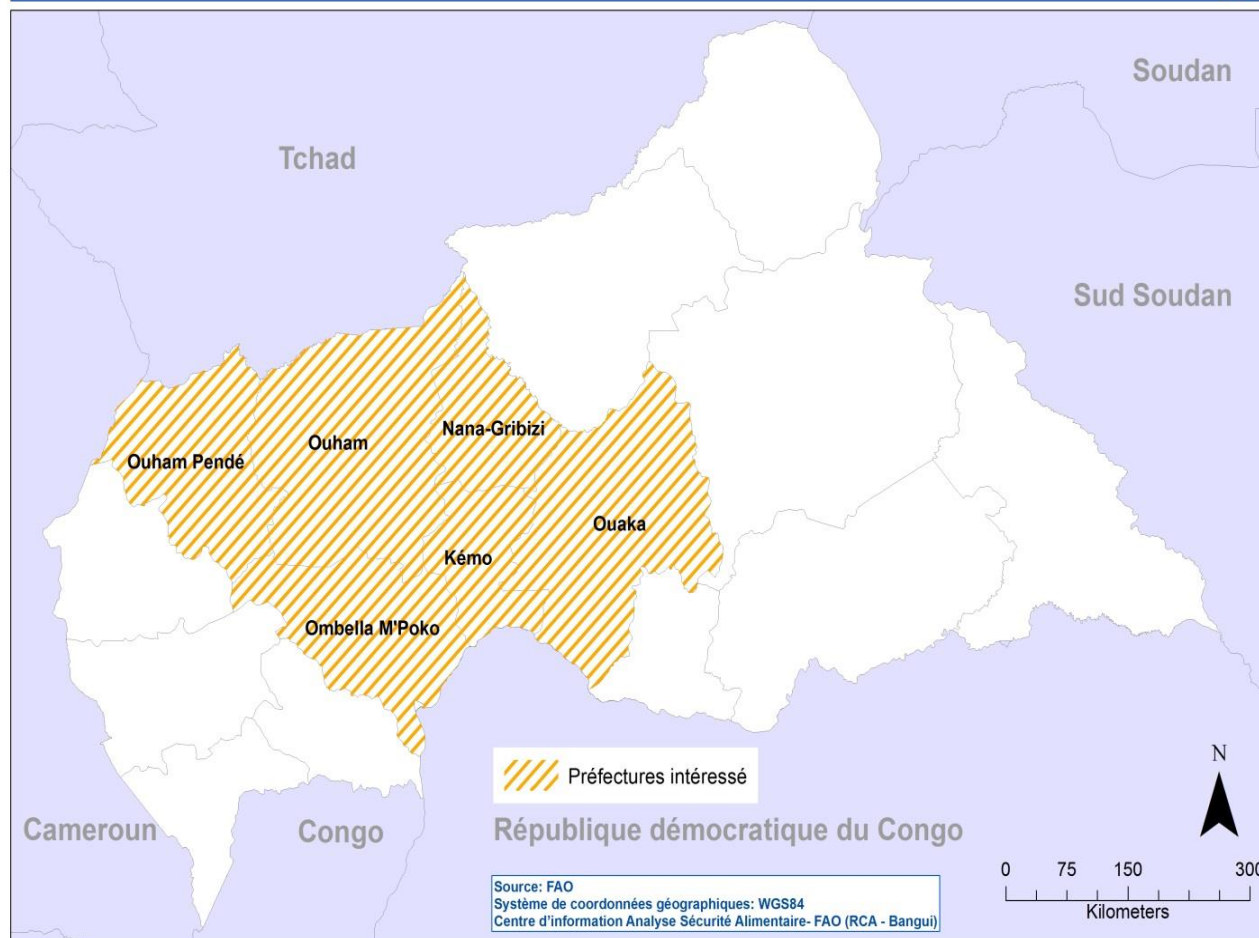 Soudan
Tchad
Sud Soudan
Nana-Gribizi
Ouham
Ouham Pendé
Ouaka
Kémo
Ombella M'Poko
Préfectures intéressé
N
Cameroun
Congo
République démocratique du Congo
0 75 150 300
Kilometers
Source: FAO
Système de coordonnées géographiques: WGS84
Centre d'information Analyse Sécurité Alimentaire- FAO (RCA - Bangui)